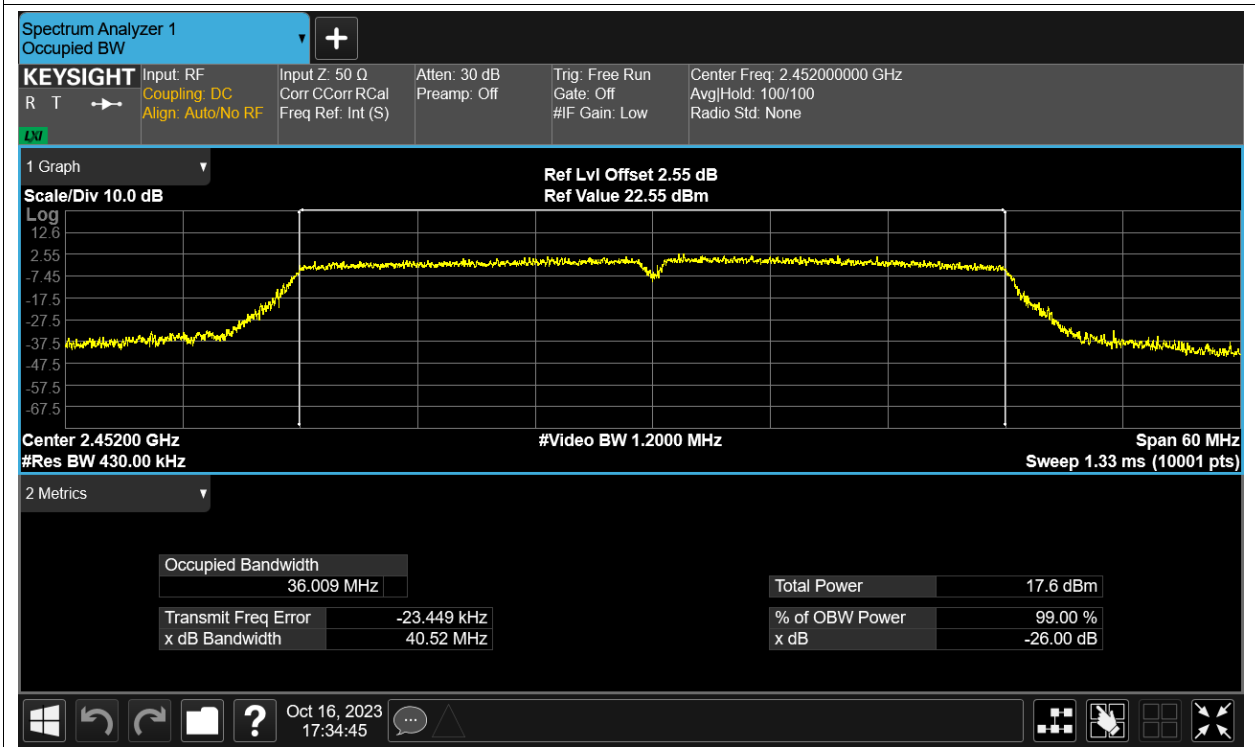 Spectrum Analyzer 1
Occupied BW
KEYSIGHT
R T
LXI
Input: RF
Coupling: DC
Align: Auto/No RF
Input Z: 50 Ω
Corr CCorr RCal
Freq Ref: Int (S)
Atten: 30 dB
Preamp: Off
Trig: Free Run
Gate: Off
#IF Gain: Low
Center Freq: 2.452000000 GHz
Avg|Hold: 100/100
Radio Std: None
1 Graph
Scale/Div 10.0 dB
Ref Lvl Offset 2.55 dB
Ref Value 22.55 dBm
Log
12.6
2.55
-7.45
-17.5
-27.5
-37.5
-47.5
-57.5
-67.5
Center 2.45200 GHz
#Video BW 1.2000 MHz
Span 60 MHz
#Res BW 430.00 kHz
Sweep 1.33 ms (10001 pts)
2 Metrics
Occupied Bandwidth
36.009 MHz
Total Power 17.6 dBm
Transmit Freq Error -23.449 kHz
% of OBW Power 99.00 %
x dB Bandwidth 40.52 MHz
x dB -26.00 dB
?
Oct 16, 2023
17:34:45